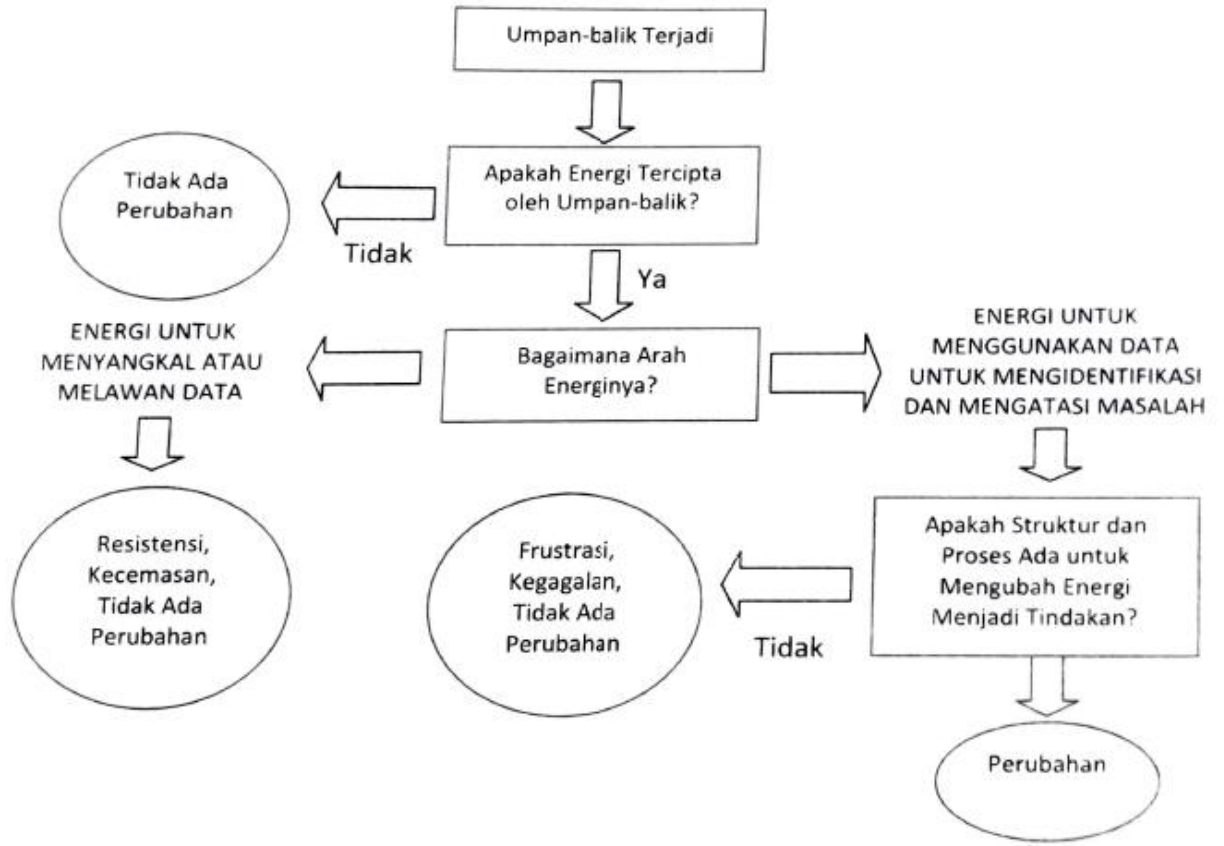 Umpan-balik Terjadi
Apakah Energi Tercipta
oleh Umpan-balik?
Tidak Ada
Perubahan
Tidak
Ya
Bagaimana Arah
Energinya?
ENERGI UNTUK
MENYANGKAL ATAU
MELAWAN DATA
ENERGI UNTUK
MENGGUNAKAN DATA
UNTUK MENGIDENTIFIKASI
DAN MENGATASI MASALAH
Resistensi,
Kecemasan,
Tidak Ada
Perubahan
Frustrasi,
Kegagalan,
Tidak Ada
Perubahan
Tidak
Apakah Struktur dan
Proses Ada untuk
Mengubah Energi
Menjadi Tindakan?
Perubahan